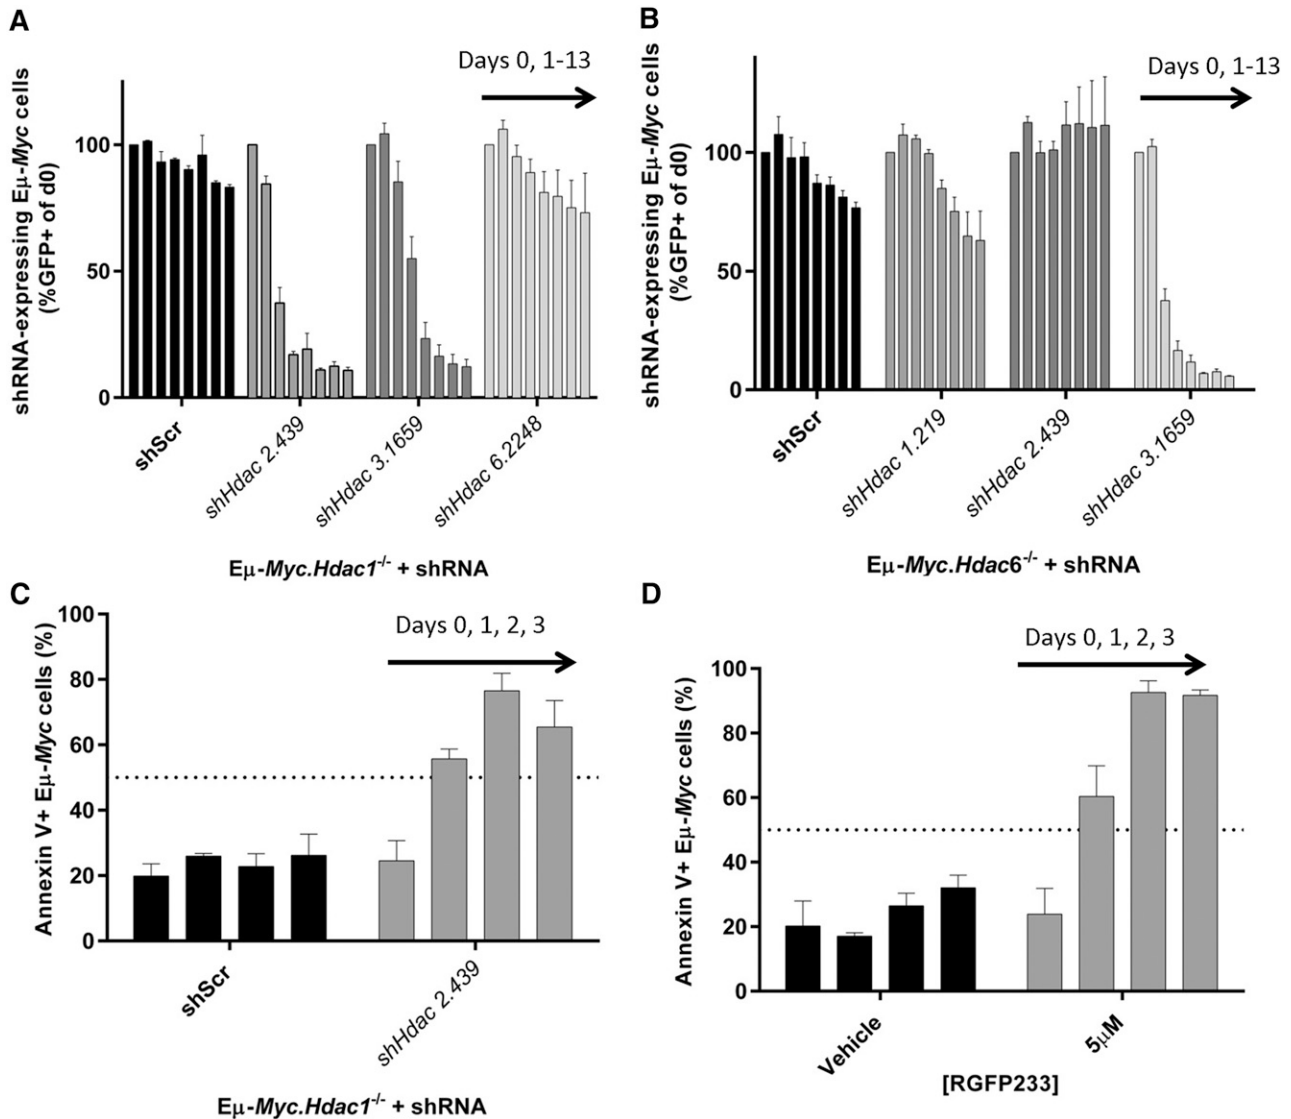 A
shRNA-expressing Eμ-Myc cells
(%GFP+ of d0)
Days 0, 1-13
100
50
0
shScr
shHdac 2.439
shHdac 3.1659
shHdac 6.2248
Eμ-Myc.Hdac1-/- + shRNA
B
shRNA-expressing Eμ-Myc cells
(%GFP+ of d0)
Days 0, 1-13
100
50
0
shScr
shHdac 1.219
shHdac 2.439
shHdac 3.1659
Eμ-Myc.Hdac6-/- + shRNA
C
Annexin V+ Eμ-Myc cells (%)
Days 0, 1, 2, 3
100
80
60
40
20
0
shScr
shHdac 2.439
Eμ-Myc.Hdac1-/- + shRNA
D
Annexin V+ Eμ-Myc cells (%)
Days 0, 1, 2, 3
100
80
60
40
20
0
Vehicle
5μM
[RGFP233]